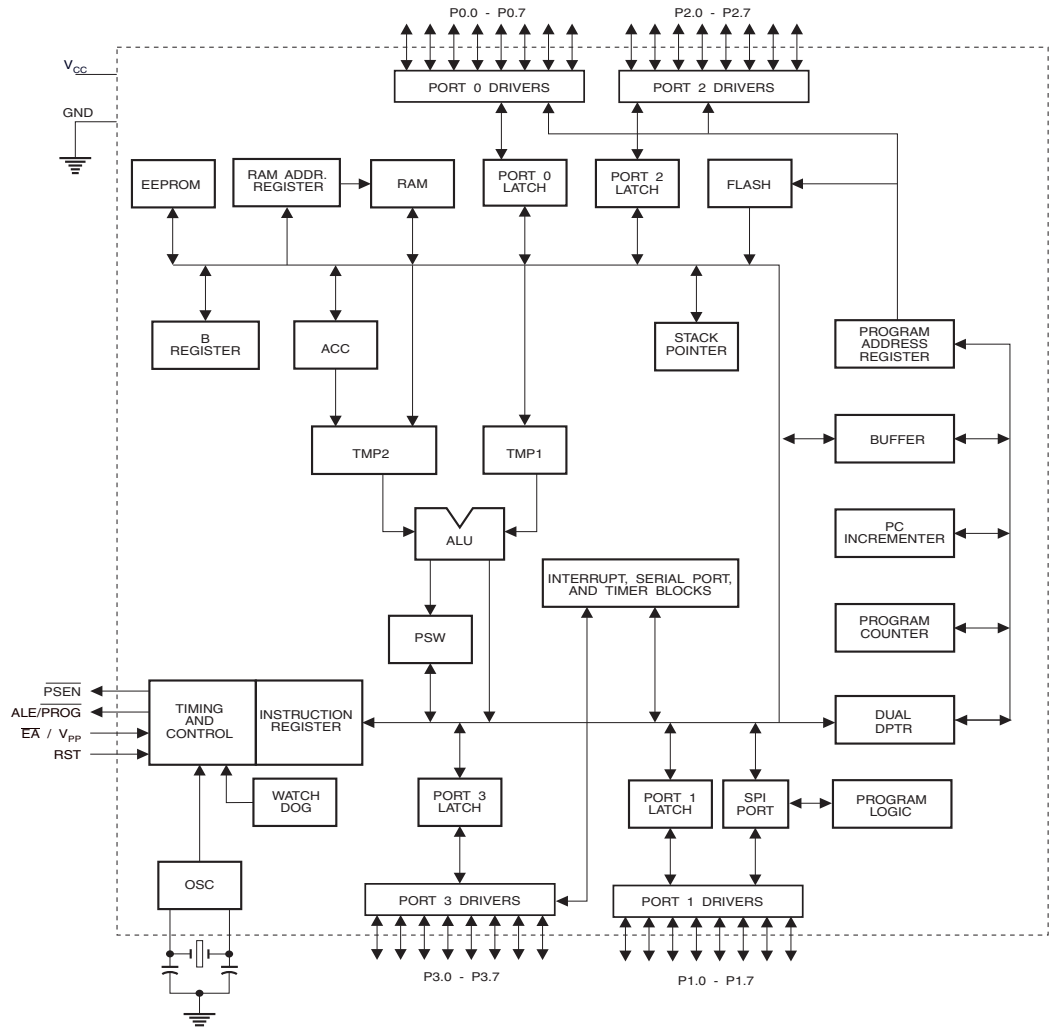 P0.0 - P0.7
P2.0 - P2.7
VCC
GND
PORT 0 DRIVERS
PORT 2 DRIVERS
EEPROM
RAM ADDR.
REGISTER
RAM
PORT 0
LATCH
PORT 2
LATCH
FLASH
B
REGISTER
ACC
STACK
POINTER
PROGRAM
ADDRESS
REGISTER
TMP2
TMP1
BUFFER
ALU
PC
INCREMENTER
INTERRUPT, SERIAL PORT,
AND TIMER BLOCKS
PSW
PROGRAM
COUNTER
PSEN
ALE/PROG
EA / VPP
RST
TIMING
AND
CONTROL
INSTRUCTION
REGISTER
DUAL
DPTR
WATCH
DOG
PORT 3
LATCH
PORT 1
LATCH
SPI
PORT
PROGRAM
LOGIC
OSC
PORT 3 DRIVERS
PORT 1 DRIVERS
P3.0 - P3.7
P1.0 - P1.7